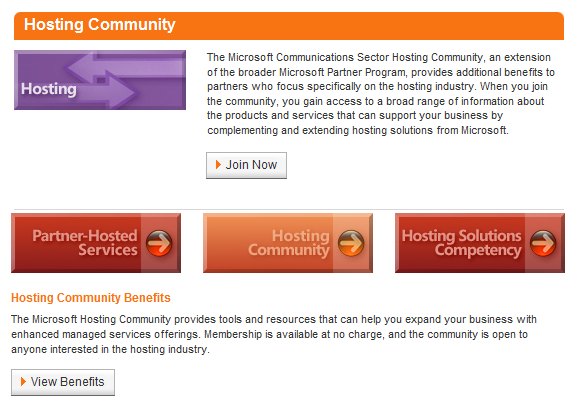 Hosting Community
Hosting
The Microsoft Communications Sector Hosting Community, an extension
of the broader Microsoft Partner Program, provides additional benefits to
partners who focus specifically on the hosting industry. When you join
the community, you gain access to a broad range of information about
the products and services that can support your business by
complementing and extending hosting solutions from Microsoft.
Join Now
Partner-Hosted
Services
Hosting
Community
Hosting Solutions
Competency
Hosting Community Benefits
The Microsoft Hosting Community provides tools and resources that can help you expand your business with
enhanced managed services offerings. Membership is available at no charge, and the community is open to
anyone interested in the hosting industry.
View Benefits